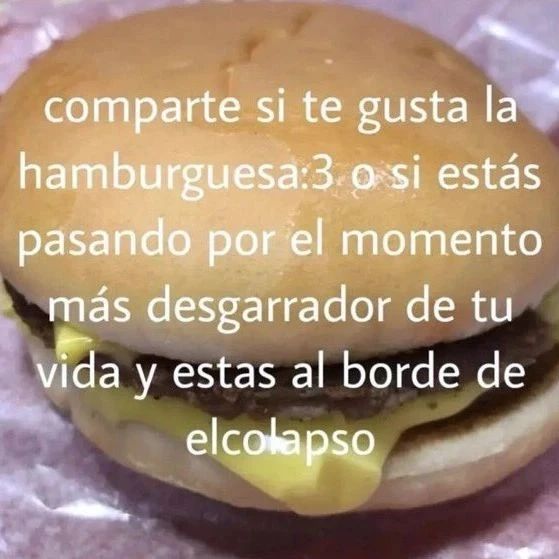 comparte si te gusta la
hamburguesa:3 o si estás
pasando por el momento
más desgarrador de tu
vida y estas al borde de
elcolapso